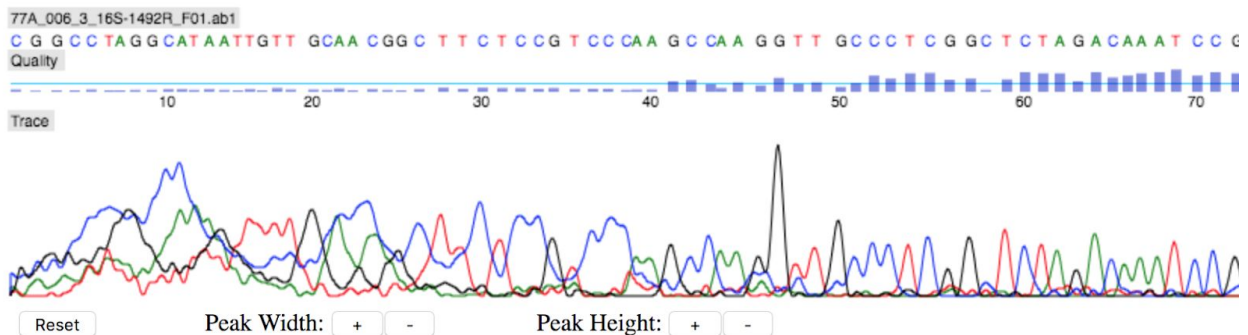 77A_006_3_16S-1492R_F01.ab1
C G G C C T A G G C A T A A T T G T T G C A A C G G C T T C T C C G T C C C A A G C C A A G G T T G C C C T C G G C T C T A G A C A A A T C C G
Quality
10 20 30 40 50 60 70
Trace
Reset Peak Width: + - Peak Height: + -